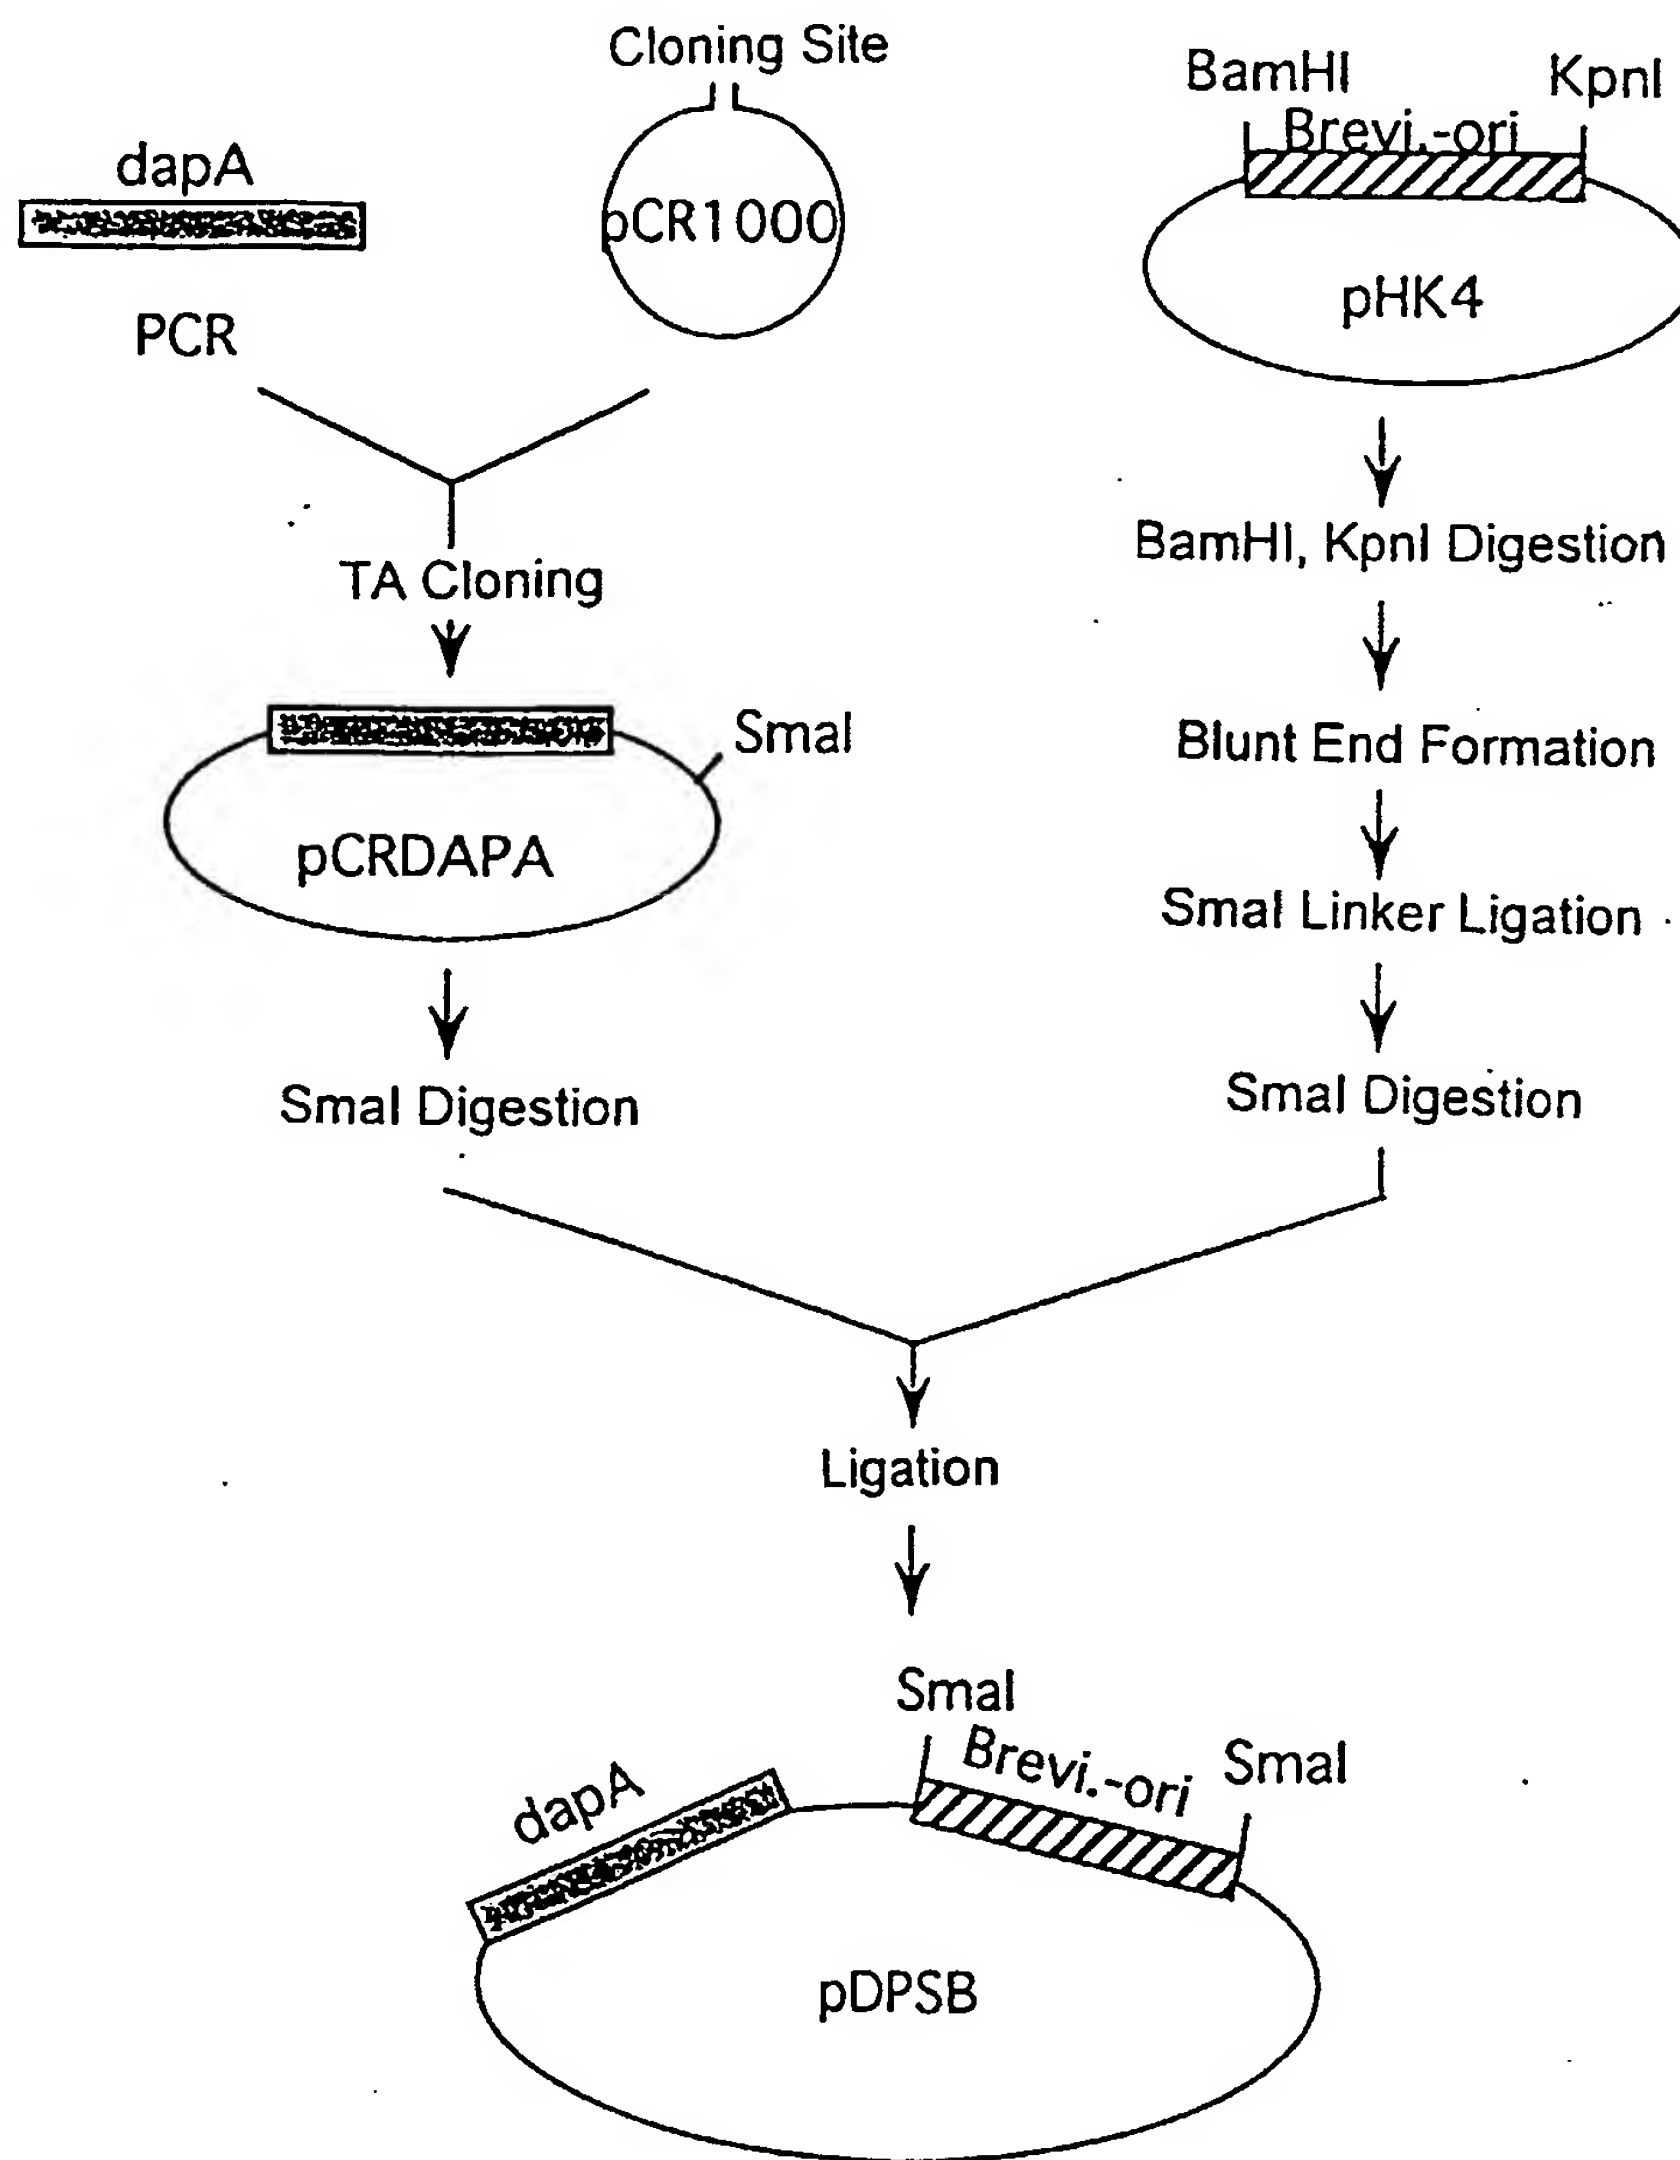 Cloning Site
BamHI
KpnI
Brevi.-ori
dapA
pCR1000
PCR
pHK4
TA Cloning
BamHI, KpnI Digestion
SmaI
Blunt End Formation
pCRDAPA
SmaI Linker Ligation
SmaI Digestion
SmaI Digestion
Ligation
SmaI
Brevi.-ori
SmaI
dapA
pDPSB